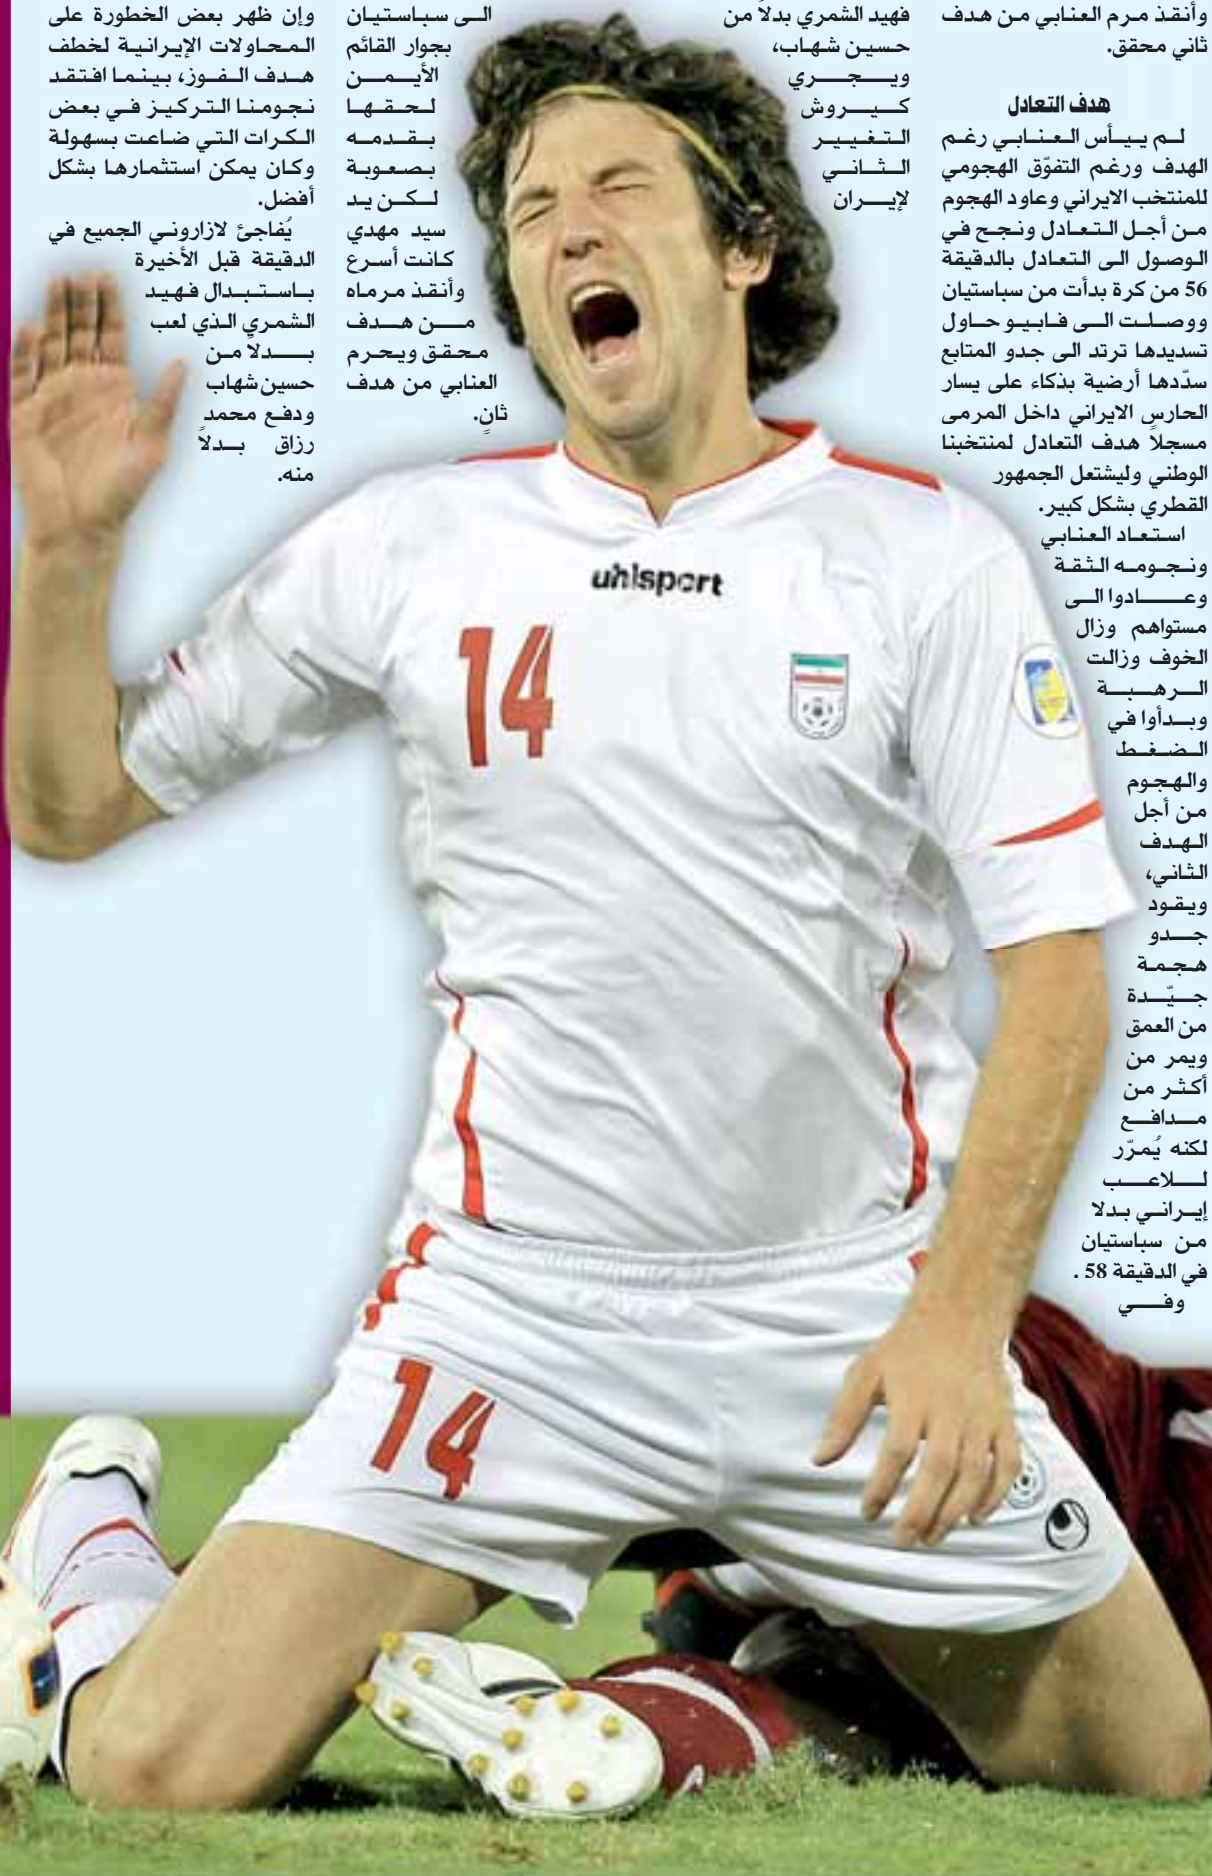 وأنقذ مرم العنابي من هدف
ثاني محقق.
هدف التعادل
لم ييأس العنابي رغم
الهدف ورغم التفوّق الهجومي
للمنتخب الايراني وعاود الهجوم
من أجل التعادل ونجح في
الوصول الى التعادل بالدقيقة
56 من كرة بدأت من سباستيان
ووصلت الى فابيو حاول
تسديدها ترتد الى جدو المتابع
سدّدها أرضية بذكاء على يسار
الحارس الايراني داخل المرمى
مسجلاً هدف التعادل لمنتخبنا
الوطني وليشتعل الجمهور
القطري بشكل كبير.
استعاد العنابي
ونجومه الثقة
وعادوا الى
مستواهم وزال
الخوف وزالت
الرهبة
وبدأوا في
الضغط
والهجوم
من أجل
الهدف
الثاني،
ويقود
جدو
هجمة
جيّدة
من العمق
ويمر من
أكثر من
مدافع
لكنه يُمرّر
للاعب
إيراني بدلا
من سباستيان
في الدقيقة 58 .
وفي
فهيد الشمري بدلاً من
حسين شهاب،
ويجري
كيروش
التغيير
الثاني
لإيران
الى سباستيان
بجوار القائم
الأيمن
لحقها
بقدمه
بصعوبة
لكن يد
سيد مهدي
كانت أسرع
وأنقذ مرماه
من هدف
محقق ويحرم
العنابي من هدف
ثانٍ.
وإن ظهر بعض الخطورة على
المحاولات الإيرانية لخطف
هدف الفوز، بينما افتقد
نجومنا التركيز في بعض
الكرات التي ضاعت بسهولة
وكان يمكن استثمارها بشكل
أفضل.
يُفاجئ لازاروني الجميع في
الدقيقة قبل الأخيرة
باستبدال فهيد
الشمري الذي لعب
بدلاً من
حسين شهاب
ودفع محمد
رزاق بدلاً
منه.
uhlsport
14
14